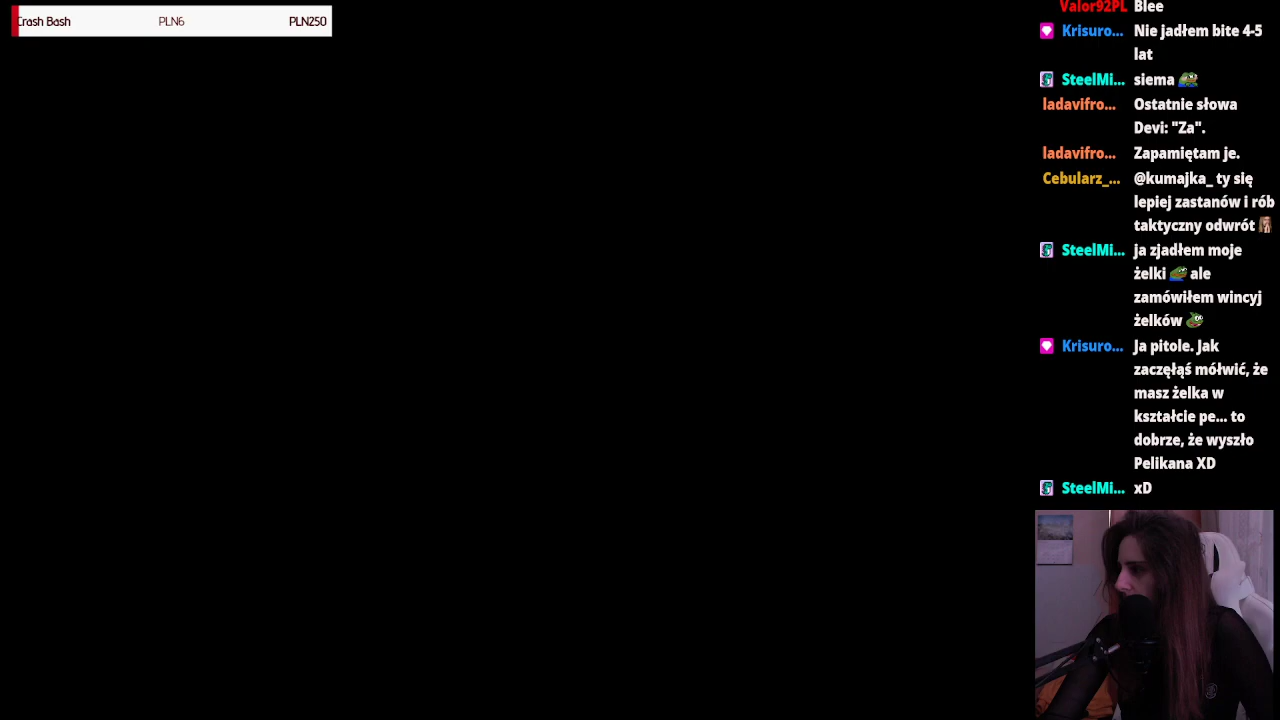 Crash Bash PLN6 PLN250
Valor92PL Blee
Krisuro... Nie jadłem bite 4-5
lat
SteelMi... siema
ladavifro... Ostatnie słowa
Devi: "Za".
ladavifro... Zapamiętam je.
Cebularz_... @kumajka_ ty się
lepiej zastanów i rób
taktyczny odwrót
SteelMi... ja zjadłem moje
żelki ale
zamówiłem wincyj
żelków
Krisuro... Ja pitole. Jak
zaczęłąś mółwić, że
masz żelka w
kształcie pe... to
dobrze, że wyszło
Pelikana XD
SteelMi... xD